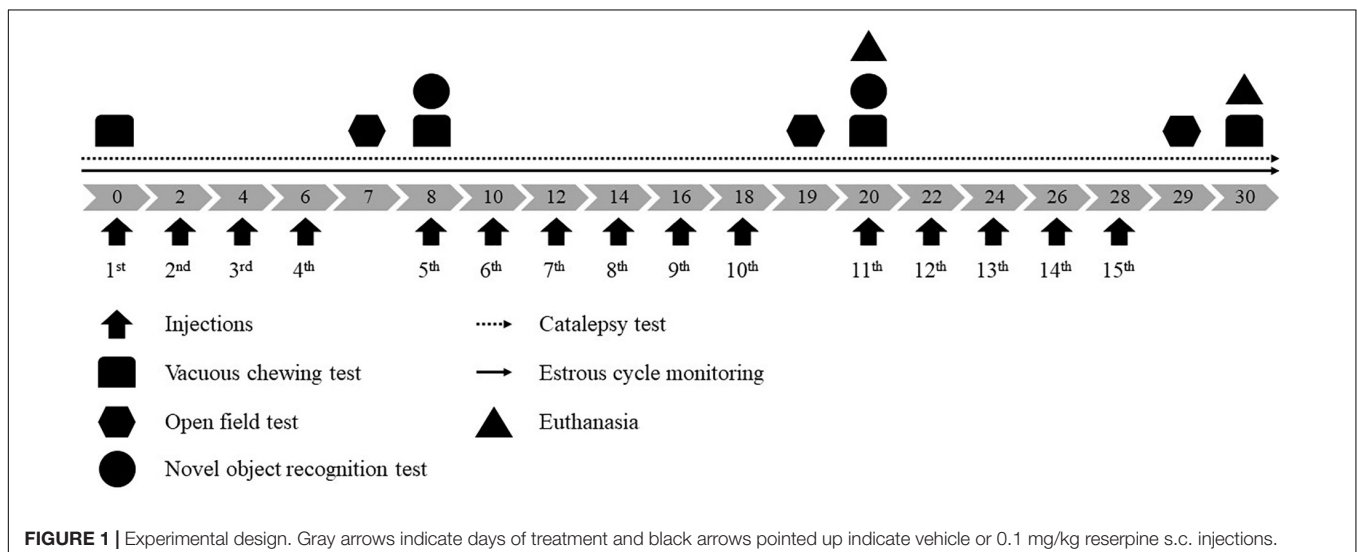 0 2 4 6 7 8 10 12 14 16 18 19 20 22 24 26 28 29 30
1st 2nd 3rd 4th 5th 6th 7th 8th 9th 10th 11th 12th 13th 14th 15th
Injections
Vacuous chewing test
Open field test
Novel object recognition test
Catalepsy test
Estrous cycle monitoring
Euthanasia
FIGURE 1 | Experimental design. Gray arrows indicate days of treatment and black arrows pointed up indicate vehicle or 0.1 mg/kg reserpine s.c. injections.